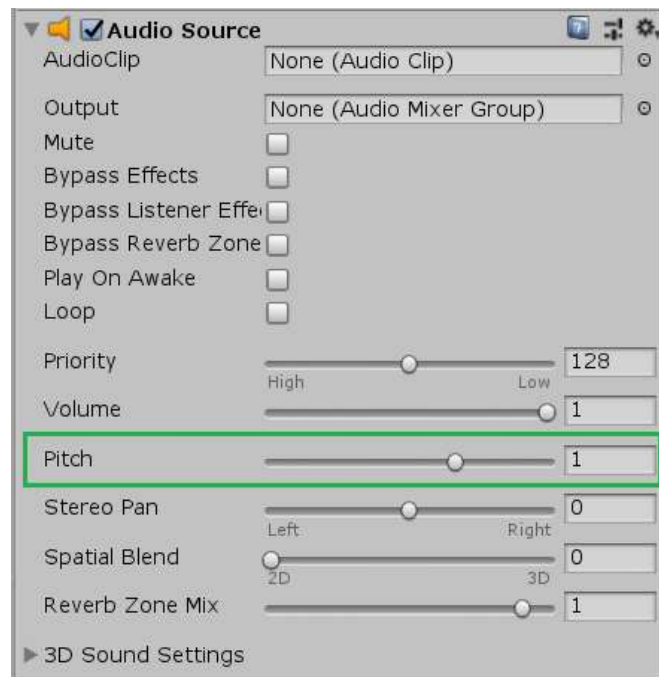 Audio Source
AudioClip None (Audio Clip)
Output None (Audio Mixer Group)
Mute
Bypass Effects
Bypass Listener Effe
Bypass Reverb Zone
Play On Awake
Loop
Priority 128
High Low
Volume 1
Pitch 1
Stereo Pan 0
Left Right
Spatial Blend 0
2D 3D
Reverb Zone Mix 1
3D Sound Settings